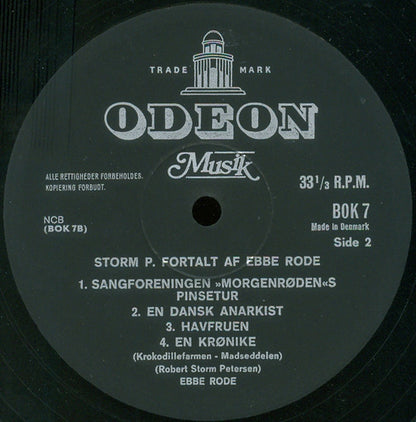 TRADE MARK
ODEON
Musik
ALLE RETTIGHEDER FORBEHOLDES.
KOPIERING FORBUDT.
33 1/3 R.P.M.
NCB
(BOK 7B)
BOK 7
Made in Denmark
Side 2
STORM P. FORTALT AF EBBE RODE
1. SANGFORENINGEN »MORGENRØDEN«S
PINSETUR
2. EN DANSK ANARKIST
3. HAVFRUEN
4. EN KRØNIKE
(Krokodillefarmen - Madseddelen)
(Robert Storm Petersen)
EBBE RODE